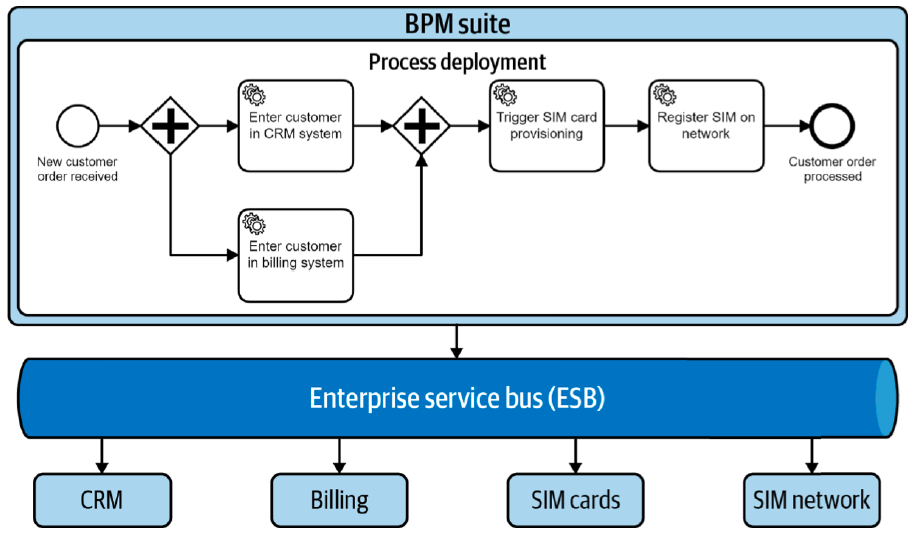 BPM suite
Process deployment
New customer
order received
Enter customer
in CRM system
Enter customer
in billing system
Trigger SIM card
provisioning
Register SIM on
network
Customer order
processed
Enterprise service bus (ESB)
CRM
Billing
SIM cards
SIM network